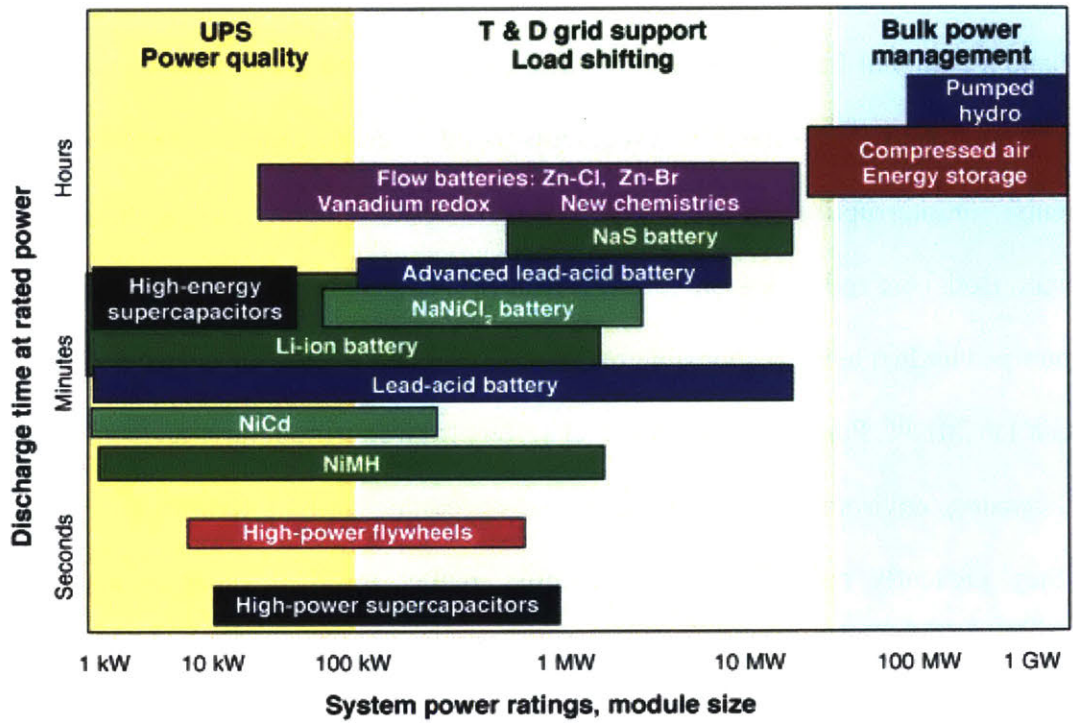 UPS
Power quality
T & D grid support
Load shifting
Bulk power
management
Pumped
hydro
Compressed air
Energy storage
Flow batteries: Zn-Cl, Zn-Br
Vanadium redox New chemistries
NaS battery
Advanced lead-acid battery
High-energy
supercapacitors
NaNiCl₂ battery
Li-ion battery
Lead-acid battery
NiCd
NiMH
High-power flywheels
High-power supercapacitors
Discharge time at rated power
Hours
Minutes
Seconds
1 kW 10 kW 100 kW 1 MW 10 MW 100 MW 1 GW
System power ratings, module size